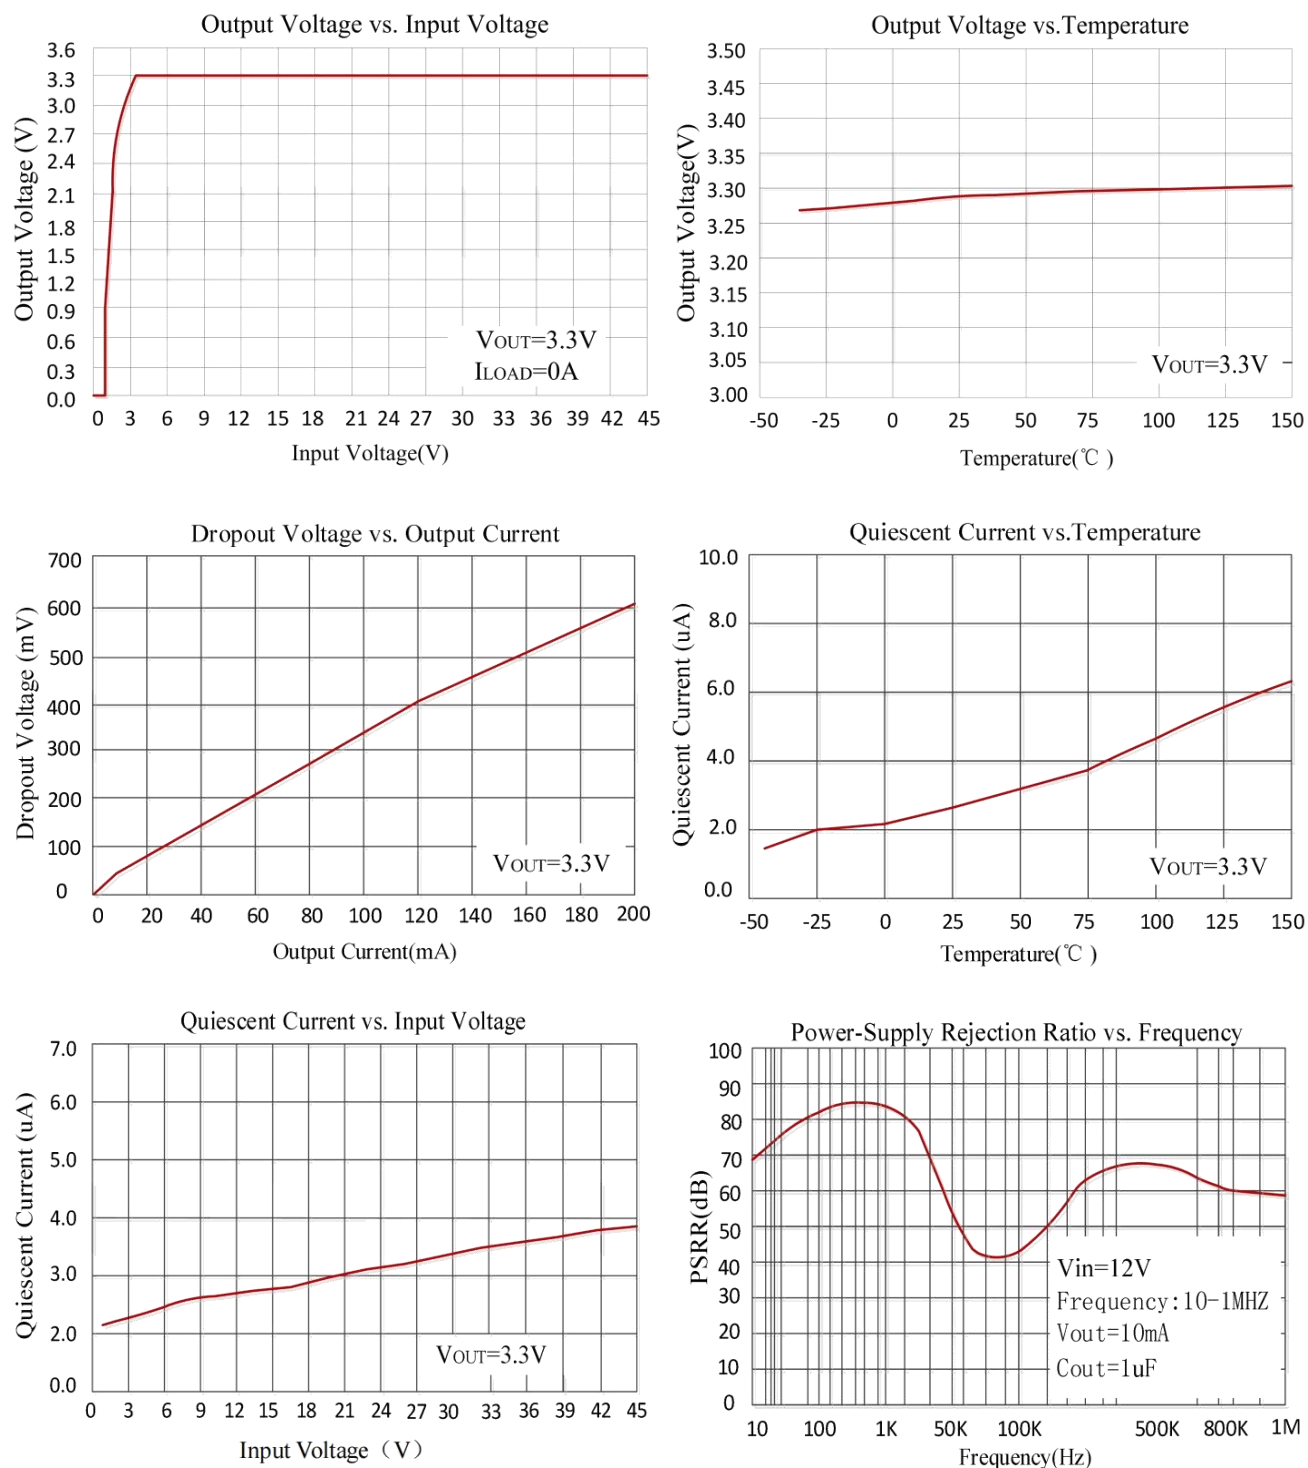 Output Voltage vs. Input Voltage
3.6
3.3
3.0
2.7
2.4
2.1
1.8
1.5
1.2
0.9
0.6
0.3
0.0
Output Voltage (V)
VOUT=3.3V
ILOAD=0A
0 3 6 9 12 15 18 21 24 27 30 33 36 39 42 45
Input Voltage(V)
Output Voltage vs.Temperature
3.50
3.45
3.40
3.35
3.30
3.25
3.20
3.15
3.10
3.05
3.00
Output Voltage(V)
VOUT=3.3V
-50 -25 0 25 50 75 100 125 150
Temperature(℃ )
Dropout Voltage vs. Output Current
700
600
500
400
300
200
100
0
Dropout Voltage (mV)
VOUT=3.3V
0 20 40 60 80 100 120 140 160 180 200
Output Current(mA)
Quiescent Current vs.Temperature
10.0
8.0
6.0
4.0
2.0
0.0
Quiescent Current (uA)
VOUT=3.3V
-50 -25 0 25 50 75 100 125 150
Temperature(℃ )
Quiescent Current vs. Input Voltage
7.0
6.0
5.0
4.0
3.0
2.0
0.0
Quiescent Current (uA)
VOUT=3.3V
0 3 6 9 12 15 18 21 24 27 30 33 36 39 42 45
Input Voltage（V）
Power-Supply Rejection Ratio vs. Frequency
100
90
80
70
60
50
40
30
20
10
0
PSRR(dB)
Vin=12V
Frequency:10-1MHZ
Vout=10mA
Cout=1uF
10 100 1K 50K 100K 500K 800K 1M
Frequency(Hz)